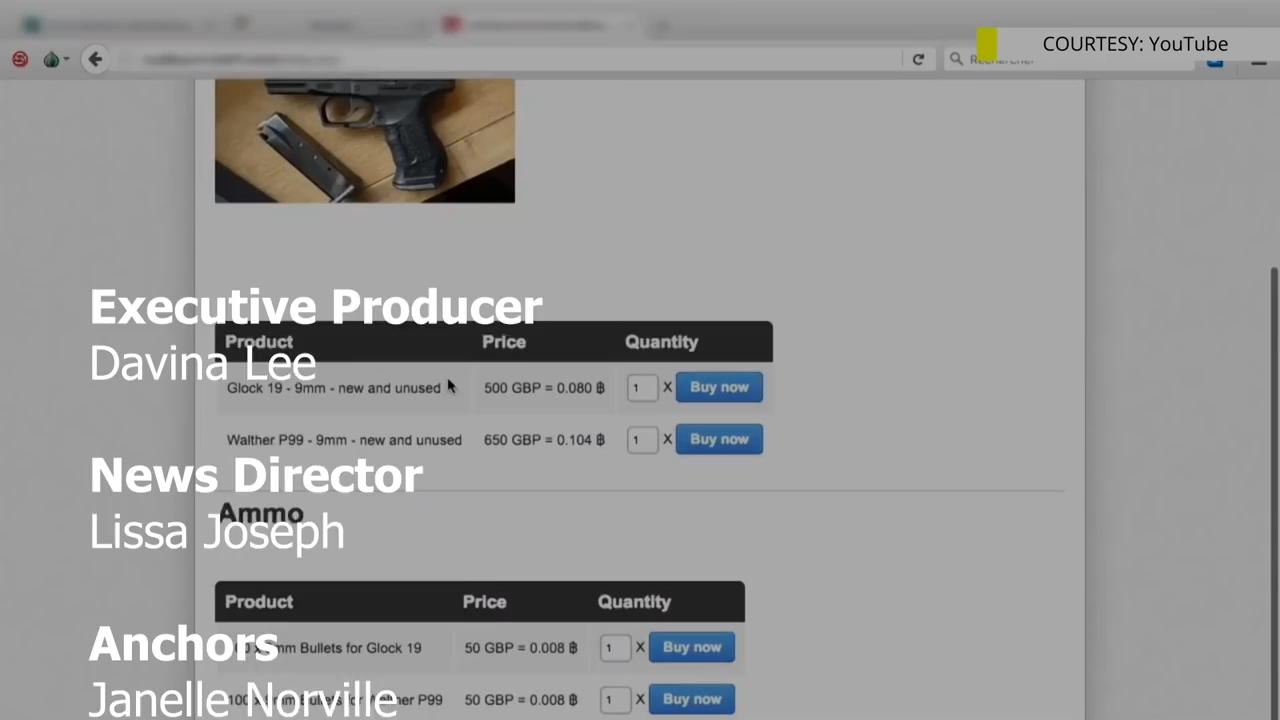 COURTESY: YouTube
Rechercher
Executive Producer
Product Price Quantity
Davina Lee
Glock 19 - 9mm - new and unused 500 GBP = 0.080 ฿ 1 X Buy now
Walther P99 - 9mm - new and unused 650 GBP = 0.104 ฿ 1 X Buy now
News Director
Ammo
Lissa Joseph
Product Price Quantity
Anchors
mm Bullets for Glock 19 50 GBP = 0.008 ฿ 1 X Buy now
Janelle Norville
100 x 9mm Bullets for Walther P99 50 GBP = 0.008 ฿ 1 X Buy now